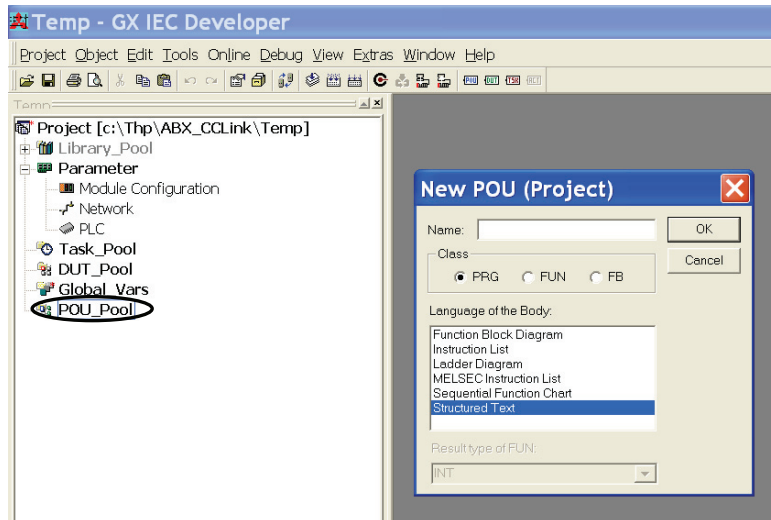 Temp - GX IEC Developer
Project Object Edit Tools Online Debug View Extras Window Help
Temp
Project [c:\Thp\ABX_CCLink\Temp]
Library_Pool
Parameter
Module Configuration
Network
PLC
Task_Pool
DUT_Pool
Global_Vars
POU_Pool
New POU (Project)
Name:
OK
Class
Cancel
PRG FUN FB
Language of the Body:
Function Block Diagram
Instruction List
Ladder Diagram
MELSEC Instruction List
Sequential Function Chart
Structured Text
Result type of FUN:
INT